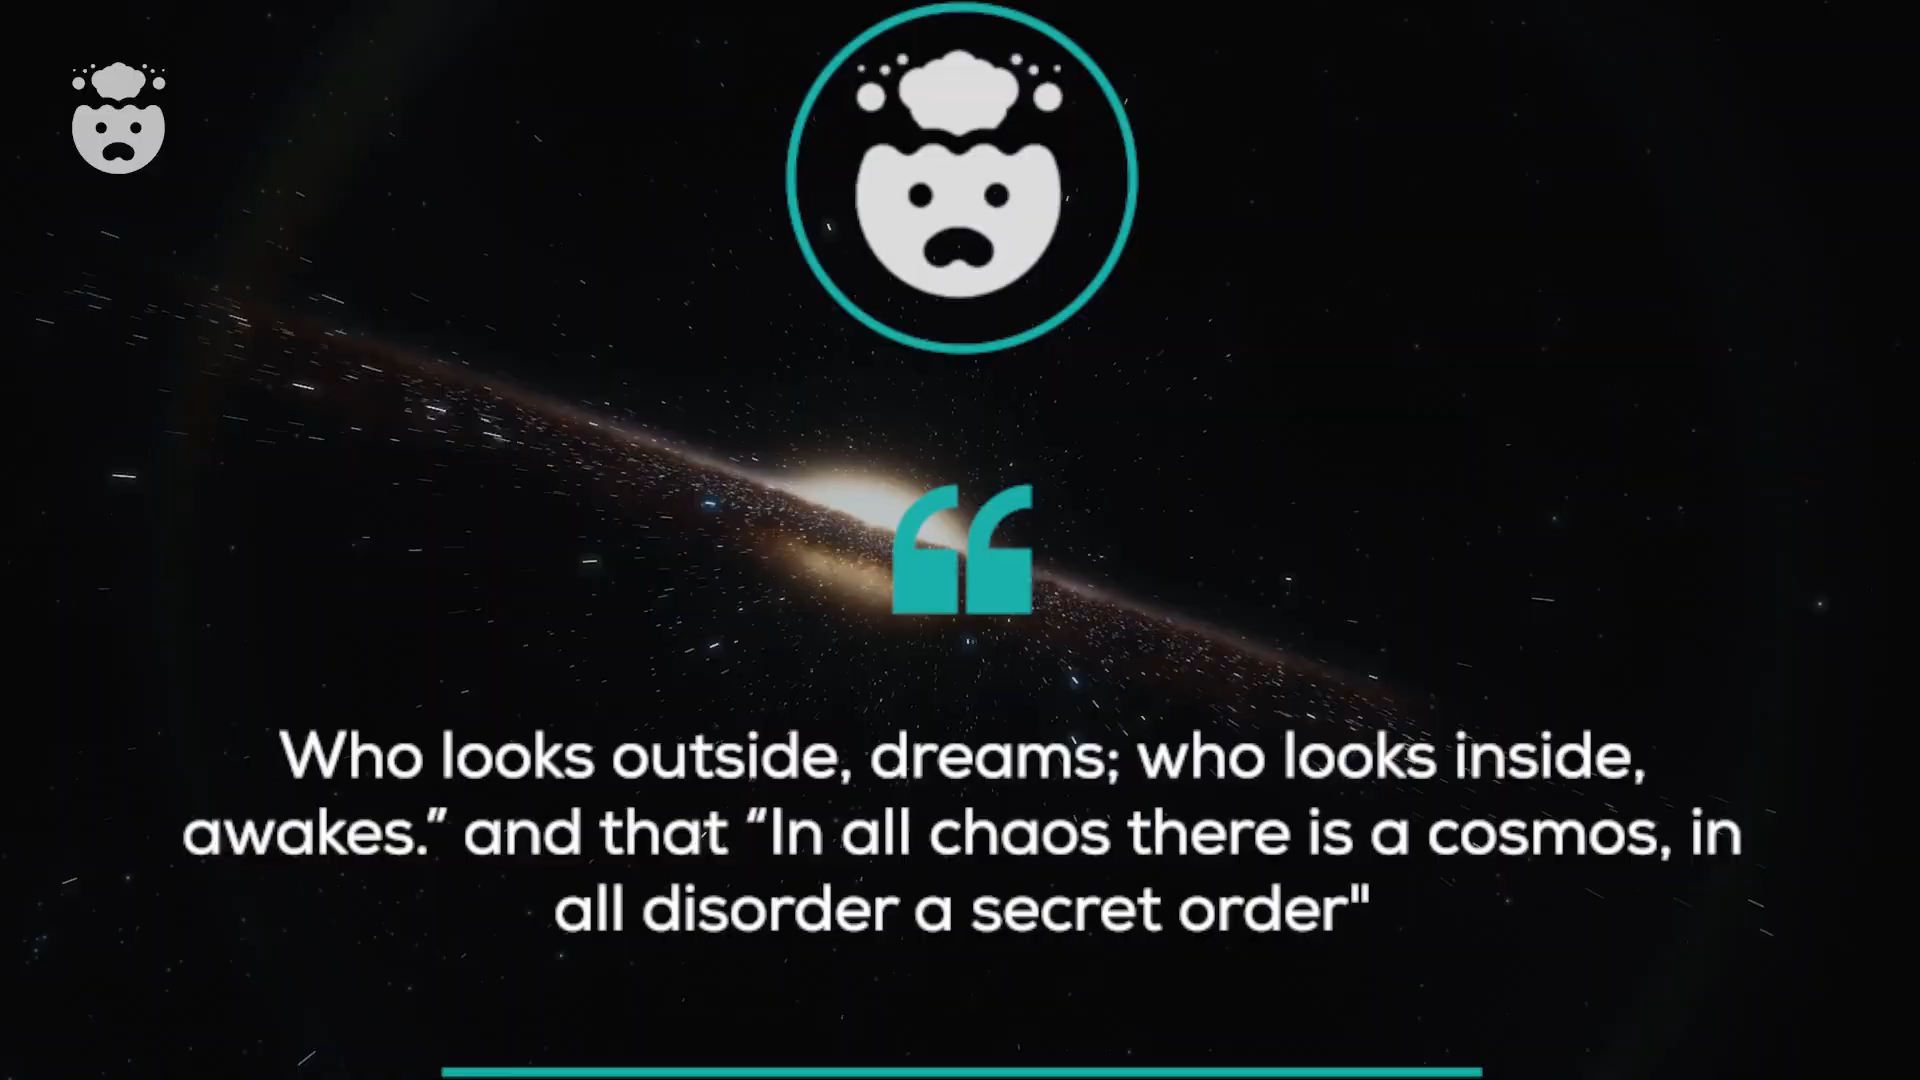 “
Who looks outside, dreams; who looks inside,
awakes.” and that “In all chaos there is a cosmos, in
all disorder a secret order"